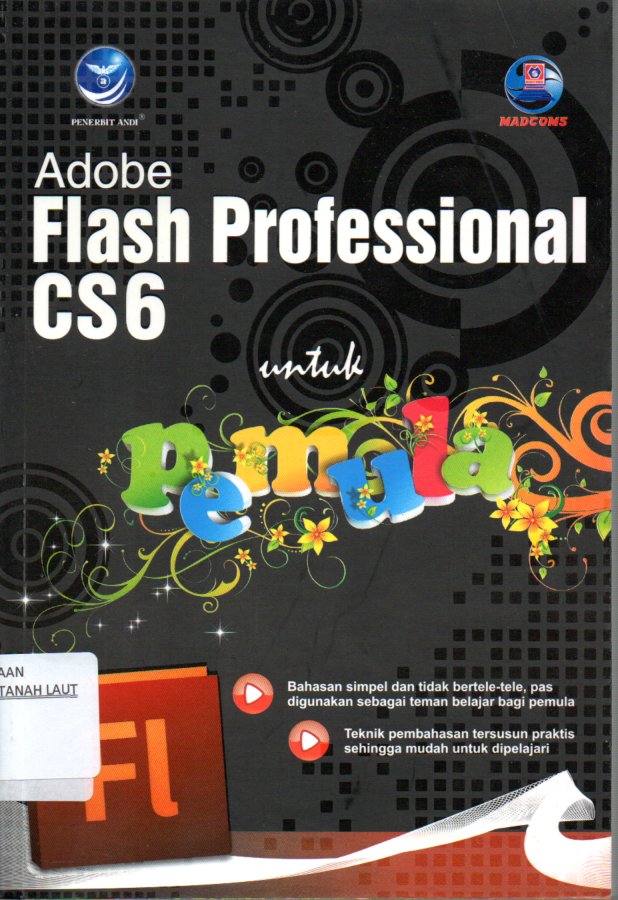 PENERBIT ANDI®
MADCOMS
Adobe
Flash Professional
CS6
untuk
pemula
AAN
TANAH LAUT
Fl
Bahasan simpel dan tidak bertele-tele, pas
digunakan sebagai teman belajar bagi pemula
Teknik pembahasan tersusun praktis
sehingga mudah untuk dipelajari